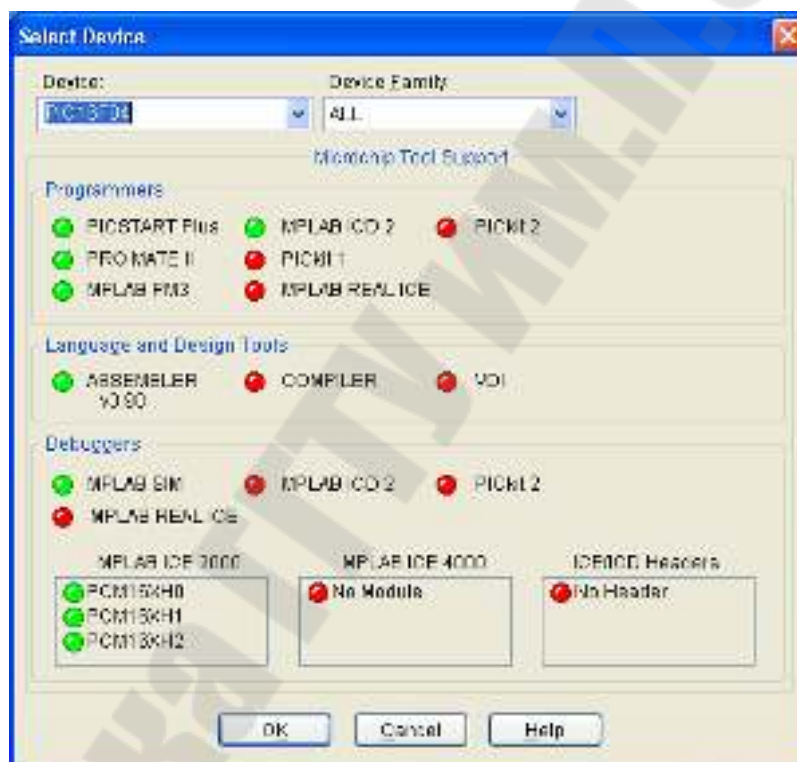 Select Device
Device:
Device Family
ALL
Microchip Tool Support
Programmers
PICSTART Plus
MPLAB ICD 2
PICkit 2
PRO MATE II
PICkit 1
MPLAB PM3
MPLAB REAL ICE
Language and Design Tools
ASSEMBLER
COMPILER
VDI
Debuggers
MPLAB SIM
MPLAB ICD 2
PICkit 2
MPLAB REAL ICE
MPLAB ICE 2000
MPLAB ICE 4000
ICE/ICD Headers
PCM16XH0
No Module
No Header
PCM16XH1
PCM16XH2
OK
Cancel
Help